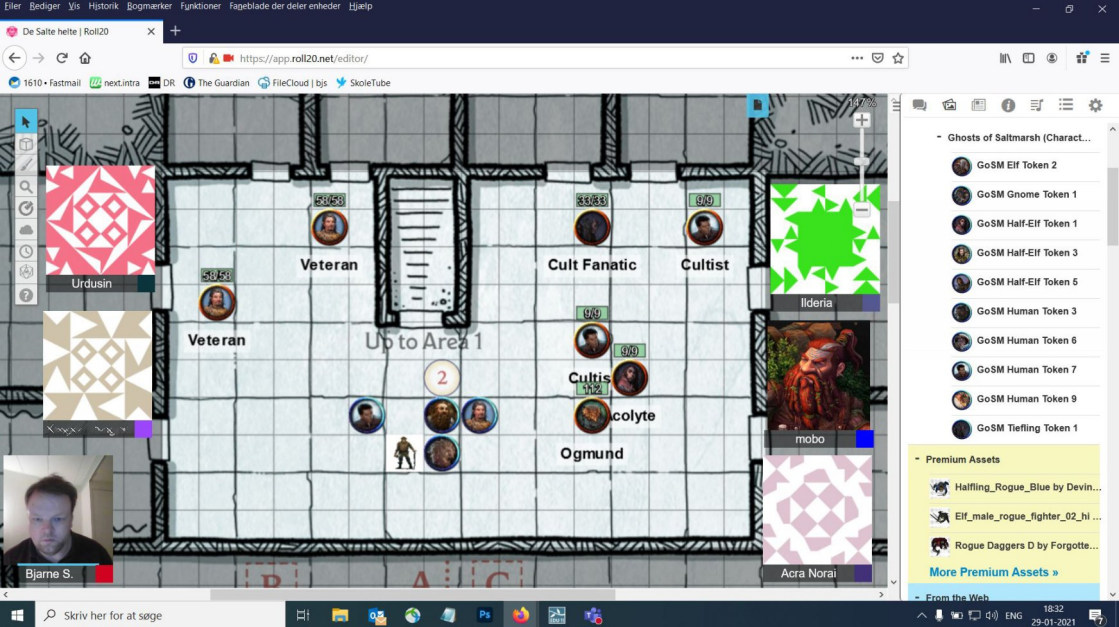 Filer Rediger Vis Historik Bogmærker Funktioner Faneblade der deler enheder Hjælp
De Salte helte | Roll20
https://app.roll20.net/editor/
1610 • Fastmail next.intra DR The Guardian FileCloud | bjs SkoleTube
147%
Urdusin
Bjarne S.
Ilderia
mobo
Acra Norai
58/58
Veteran
58/58
Veteran
33/33
Cult Fanatic
9/9
Cultist
9/9
9/9
Cultis
112
colyte
Ogmund
Up to Area 1
2
B A C
Ghosts of Saltmarsh (Charact...
GoSM Elf Token 2
GoSM Gnome Token 1
GoSM Half-Elf Token 1
GoSM Half-Elf Token 3
GoSM Half-Elf Token 5
GoSM Human Token 3
GoSM Human Token 6
GoSM Human Token 7
GoSM Human Token 9
GoSM Tiefling Token 1
Premium Assets
Halfling_Rogue_Blue by Devin...
Elf_male_rogue_fighter_02_hi ...
Rogue Daggers D by Forgotte...
More Premium Assets »
From the Web
Skriv her for at søge
ENG
18:32
29-01-2021